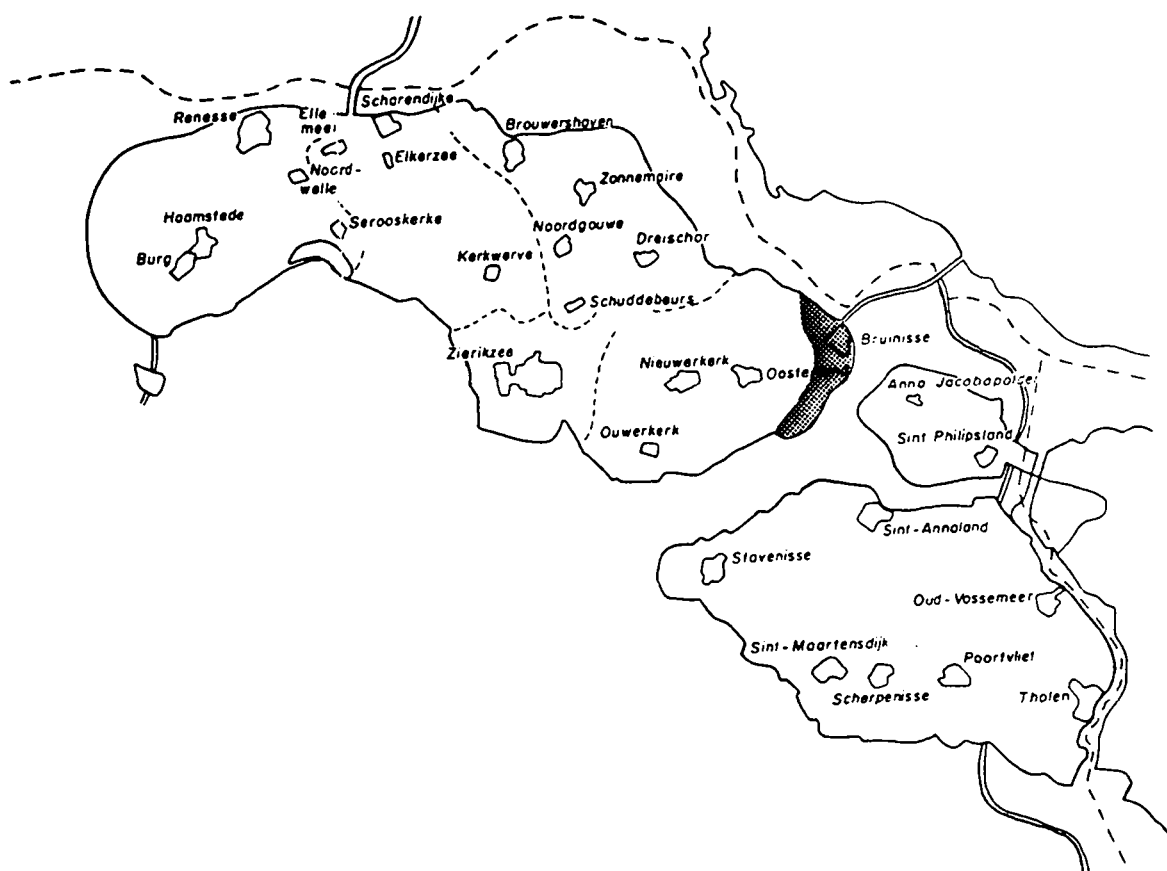 Scharendijke
Renesse
Elle
meet
Brouwershaven
Elkerzee
Noord-
welle
Zonnemaire
Haamstede
Serooskerke
Noordgouwe
Dreischor
Burg
Kerkwerve
Schuddebeurs
Bruinisse
Zierikzee
Nieuwerkerk
Ooste
Anna Jacobapolder
Ouwerkerk
Sint Philipsland
Sint-Annaland
Stavenisse
Oud-Vossemeer
Sint-Maartensdijk
Poortvliet
Scherpenisse
Tholen